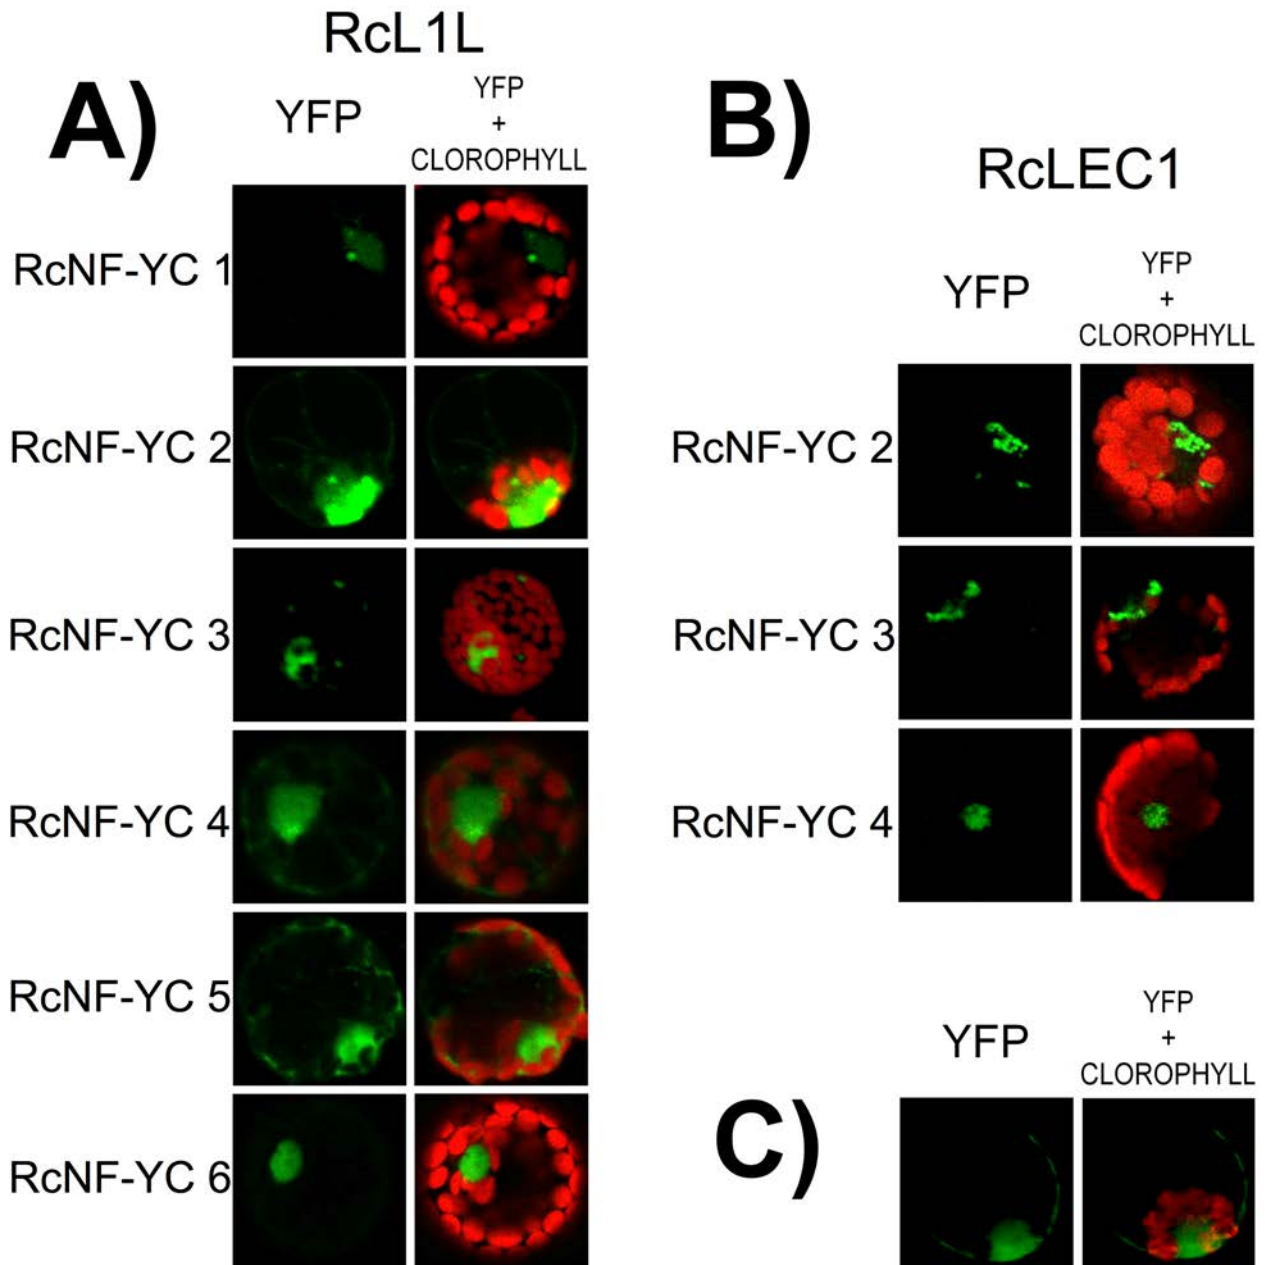 RcL1L
A)
YFP
YFP
+
CLOROPHYLL
RcNF-YC 1
RcNF-YC 2
RcNF-YC 3
RcNF-YC 4
RcNF-YC 5
RcNF-YC 6
B)
RcLEC1
YFP
YFP
+
CLOROPHYLL
RcNF-YC 2
RcNF-YC 3
RcNF-YC 4
C)
YFP
YFP
+
CLOROPHYLL